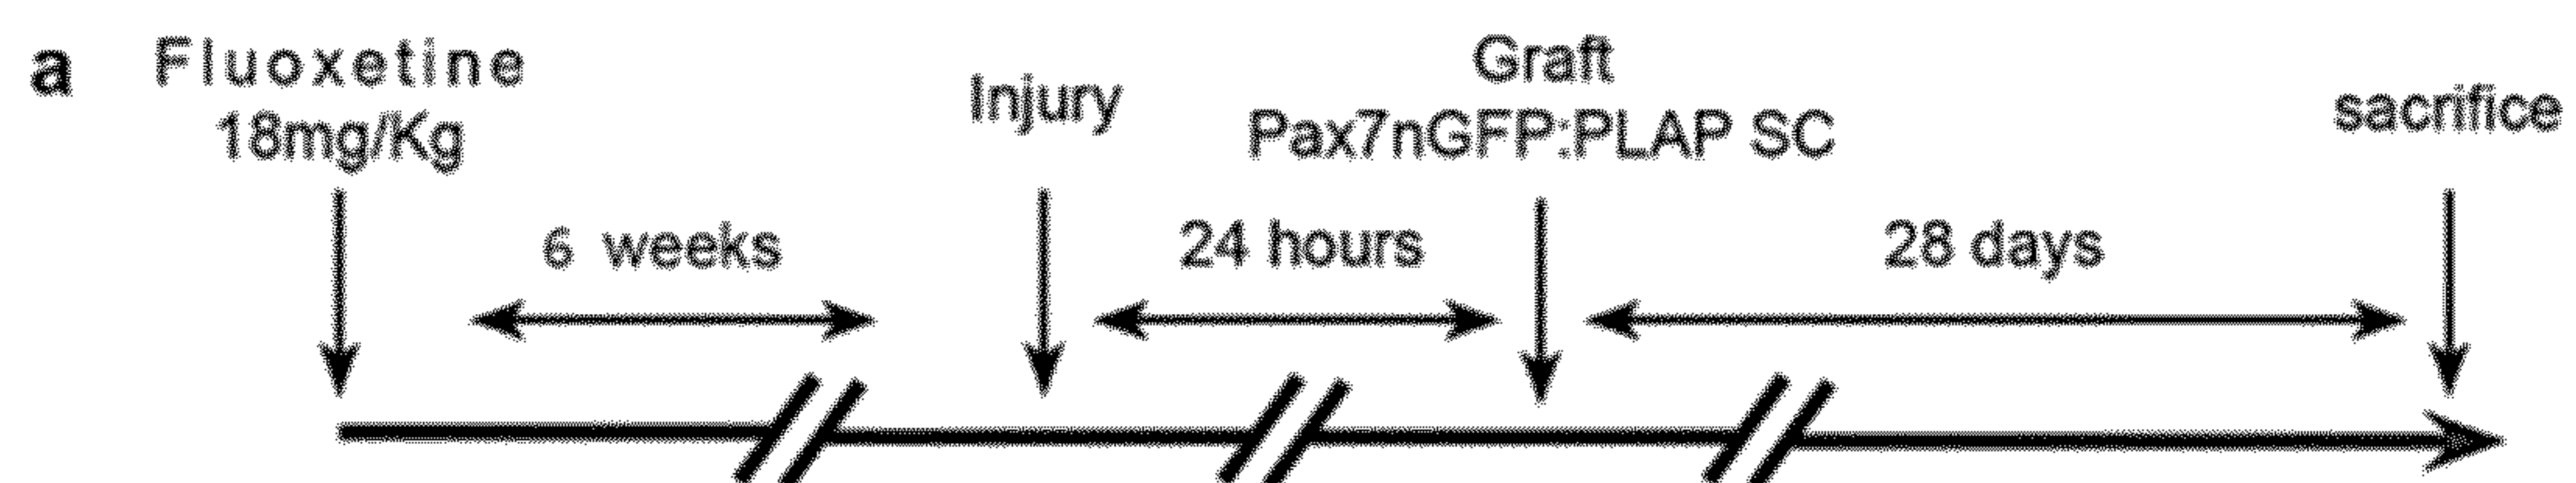 a
Fluoxetine
18mg/Kg
Injury
Graft
Pax7nGFP:PLAP SC
sacrifice
6 weeks
24 hours
28 days